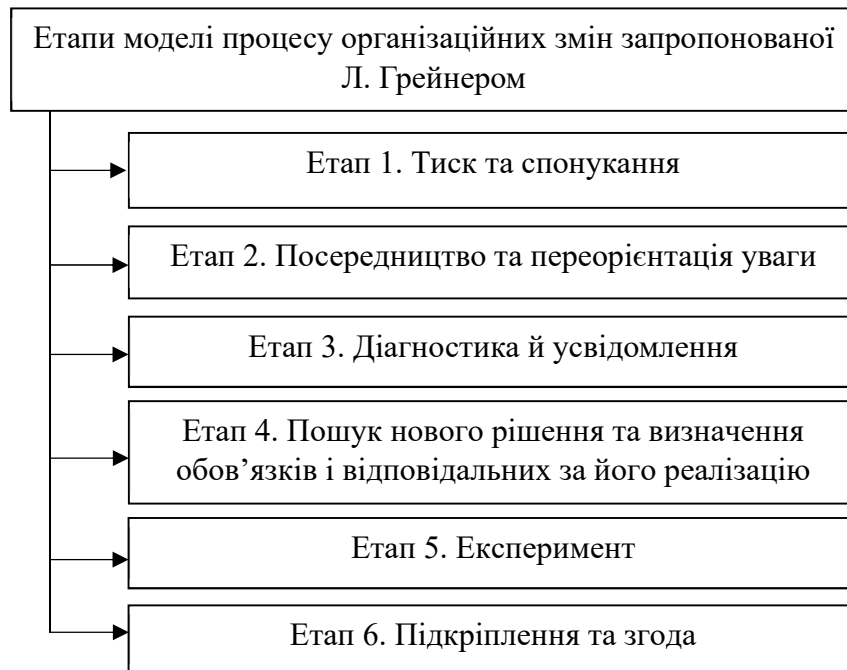 Етапи моделі процесу організаційних змін запропонованої
Л. Грейнером
Етап 1. Тиск та спонукання
Етап 2. Посередництво та переорієнтація уваги
Етап 3. Діагностика й усвідомлення
Етап 4. Пошук нового рішення та визначення
обов’язків і відповідальних за його реалізацію
Етап 5. Експеримент
Етап 6. Підкріплення та згода